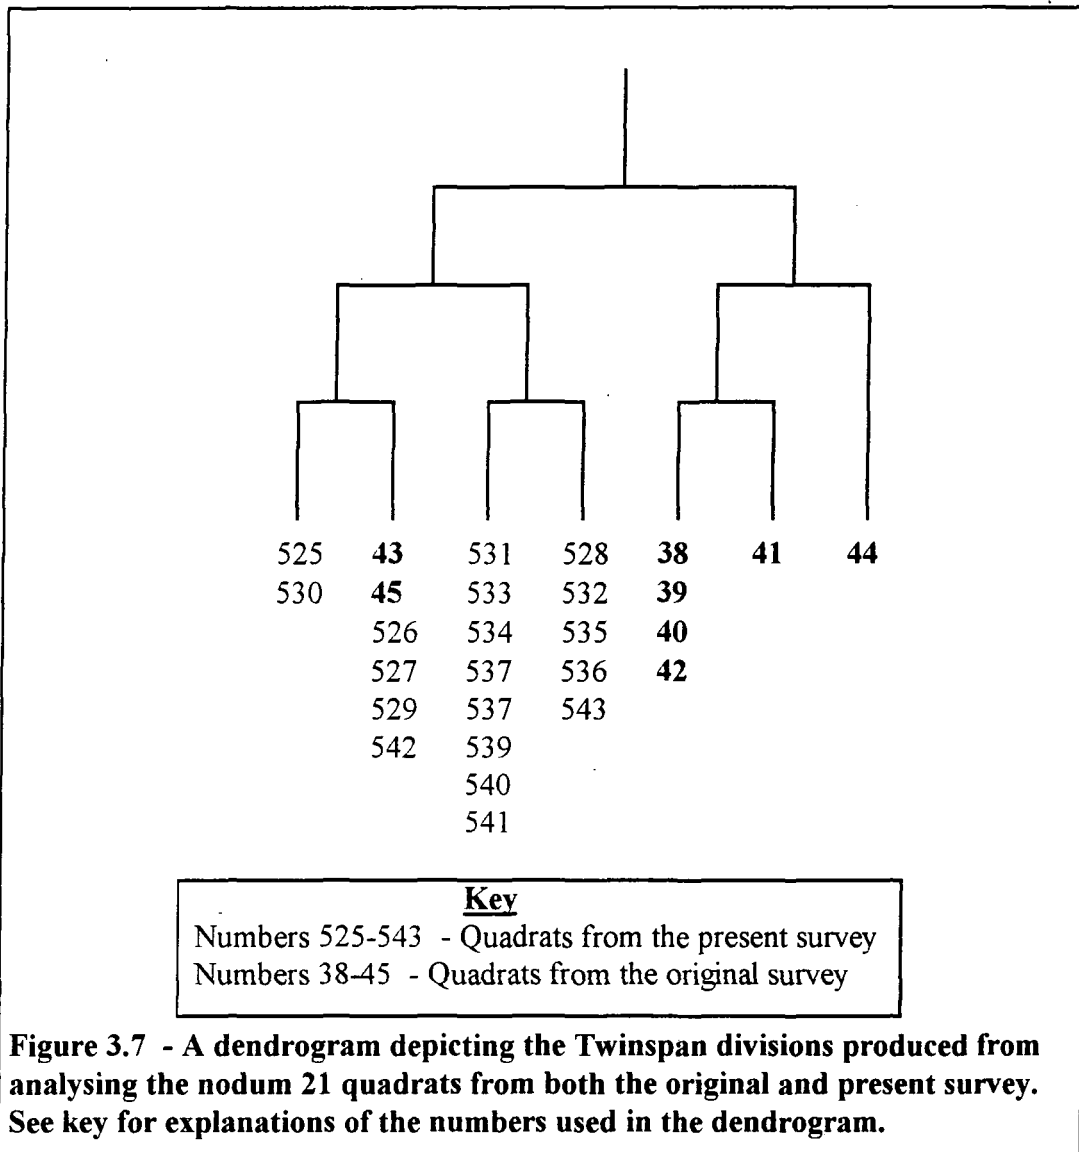 525 43 531 528 38 41 44
530 45 533 532 39
526 534 535 40
527 537 536 42
529 537 543
542 539
540
541
Key
Numbers 525-543 - Quadrats from the present survey
Numbers 38-45 - Quadrats from the original survey
Figure 3.7 - A dendrogram depicting the Twinspan divisions produced from
analysing the nodum 21 quadrats from both the original and present survey.
See key for explanations of the numbers used in the dendrogram.